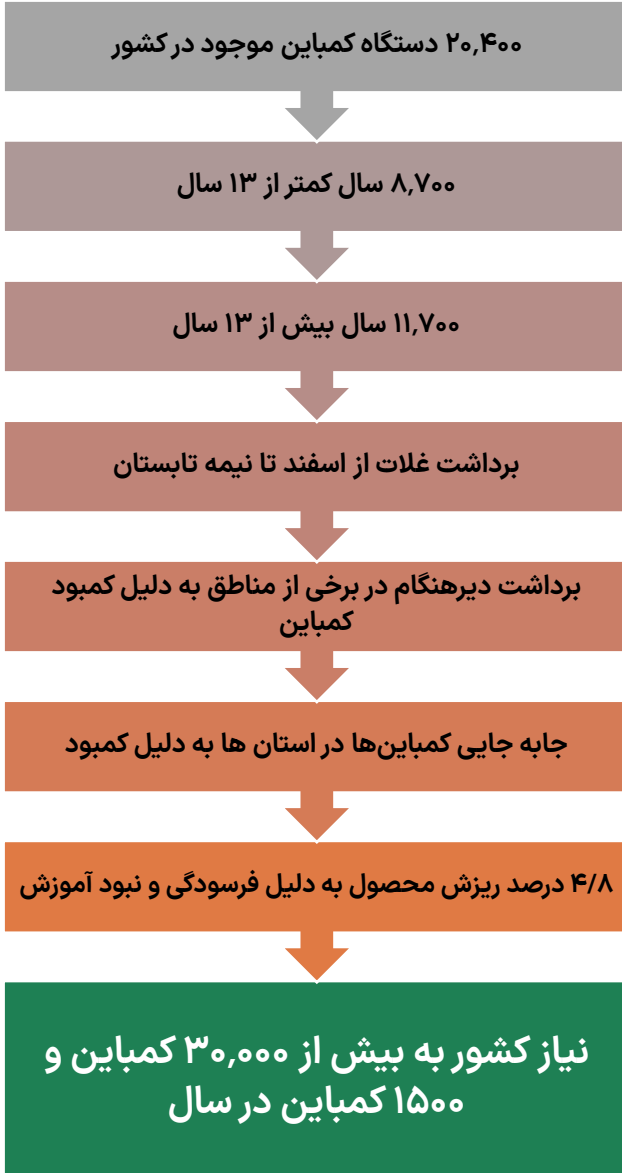 ۲۰,۴۰۰ دستگاه کمباین موجود در کشور
۸,۷۰۰ سال کمتر از ۱۳ سال
۱۱,۷۰۰ سال بیش از ۱۳ سال
برداشت غلات از اسفند تا نیمه تابستان
برداشت دیرهنگام در برخی از مناطق به دلیل کمبود
کمباین
جابه جایی کمباین‌ها در استان ها به دلیل کمبود
۴/۸ درصد ریزش محصول به دلیل فرسودگی و نبود آموزش
نیاز کشور به بیش از ۳۰,۰۰۰ کمباین و
۱۵۰۰ کمباین در سال